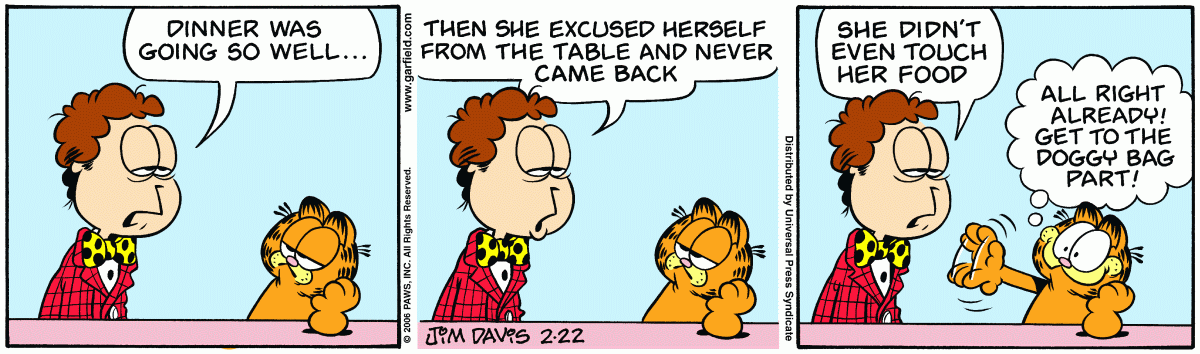 DINNER WAS
GOING SO WELL...
© 2006 PAWS, INC. All Rights Reserved.
www.garfield.com
THEN SHE EXCUSED HERSELF
FROM THE TABLE AND NEVER
CAME BACK
JIM DAVIS 2-22
SHE DIDN'T
EVEN TOUCH
HER FOOD
ALL RIGHT
ALREADY!
GET TO THE
DOGGY BAG
PART!
Distributed by Universal Press Syndicate